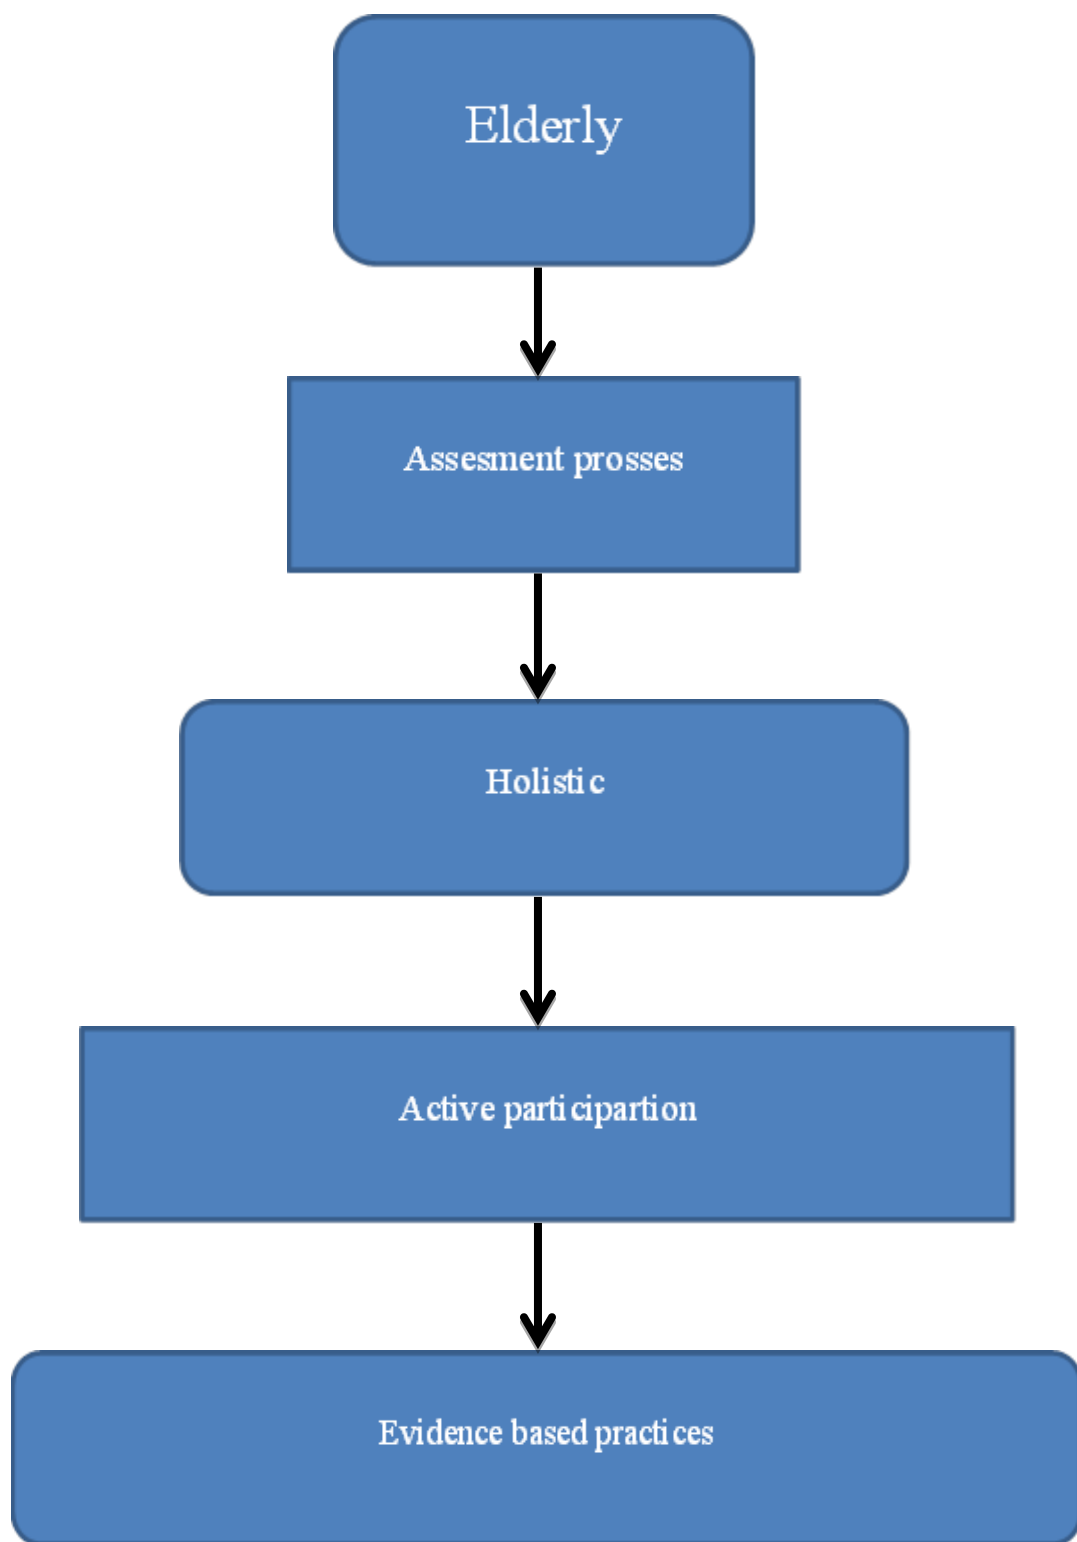 Elderly
Assesment prosses
Holistic
Active participartion
Evidence based practices